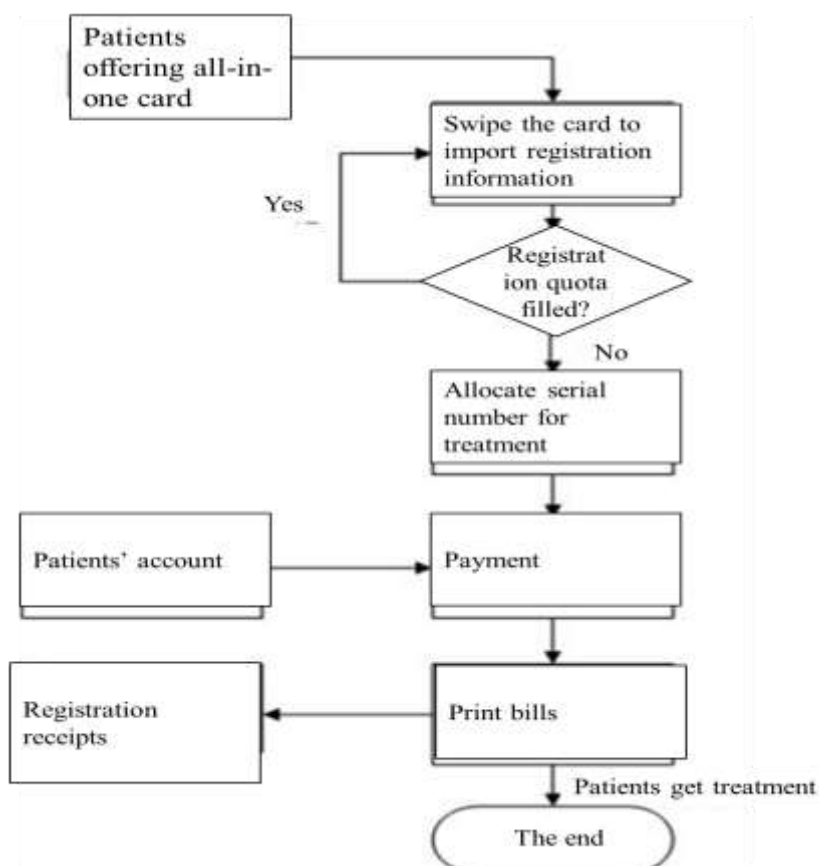 Patients
offering all-in-
one card
Swipe the card to
import registration
information
Yes
Registrat
ion quota
filled?
No
Allocate serial
number for
treatment
Patients’ account
Payment
Registration
receipts
Print bills
Patients get treatment
The end